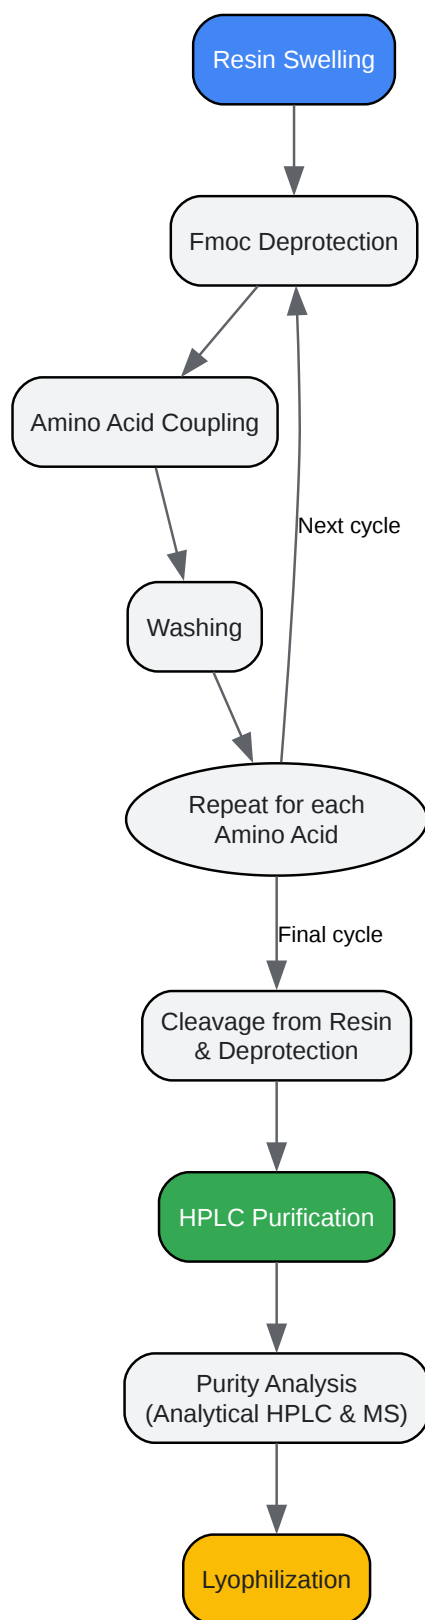 Resin Swelling
Fmoc Deprotection
Amino Acid Coupling
Next cycle
Washing
Repeat for each
Amino Acid
Final cycle
Cleavage from Resin
& Deprotection
HPLC Purification
Purity Analysis
(Analytical HPLC & MS)
Lyophilization